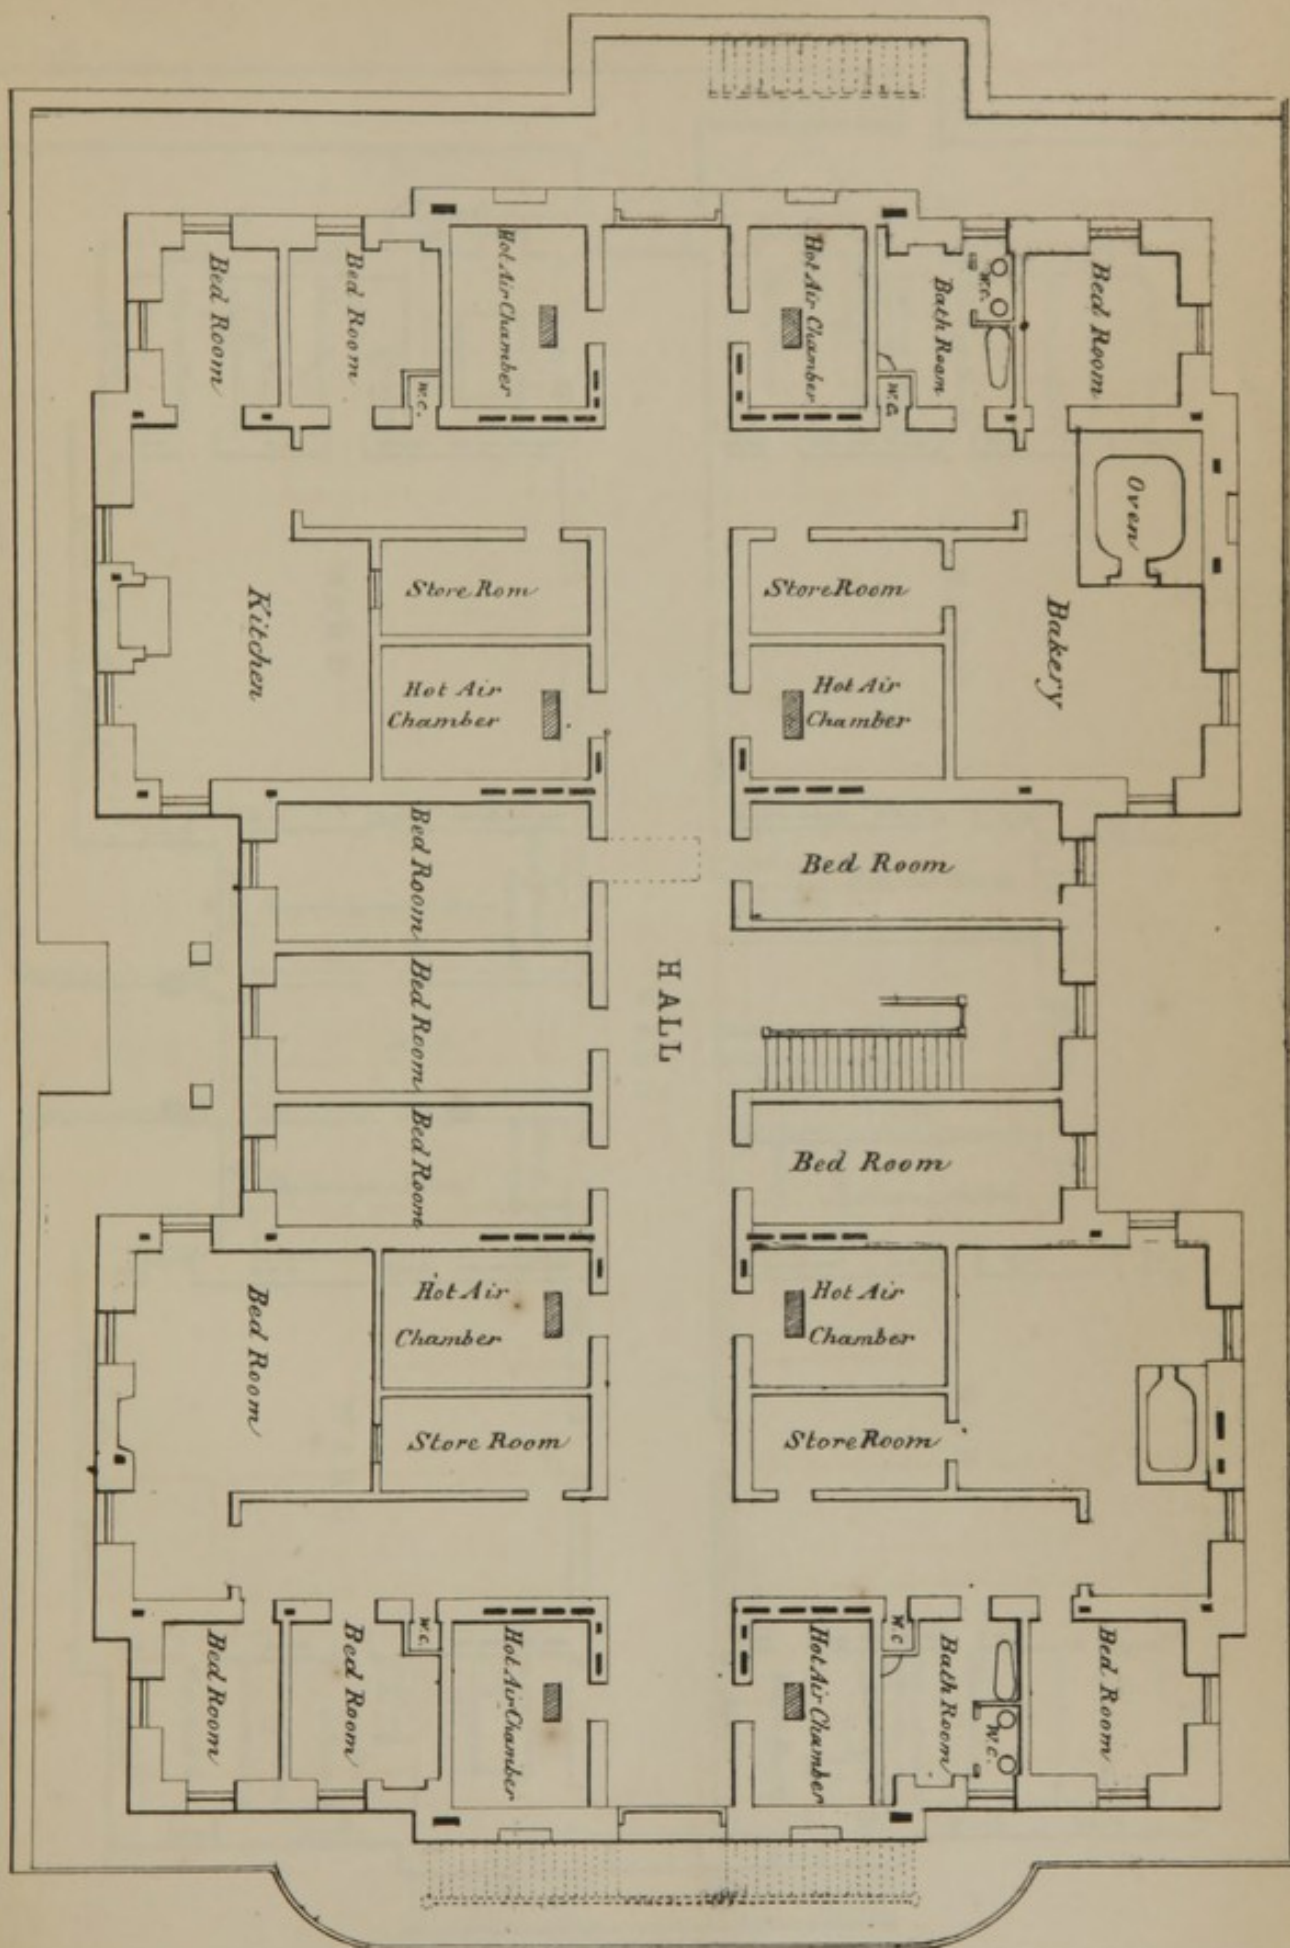 Bed Room
Bed Room
Hot Air Chamber
Hot Air Chamber
Bath Room
W.C.
Bed Room
W.C.
W.C.
Oven
Store Rom
Store Room
Kitchen
Bakery
Hot Air
Chamber
Hot Air
Chamber
Bed Room
Bed Room
HALL
Bed Room
Bed Room
Bed Room
Hot Air
Chamber
Hot Air
Chamber
Bed Room
Store Room
Store Room
W.C.
W.C
Bed Room
Bed Room
Hot Air Chamber
Hot Air Chamber
Bath Room
W.C.
Bed Room